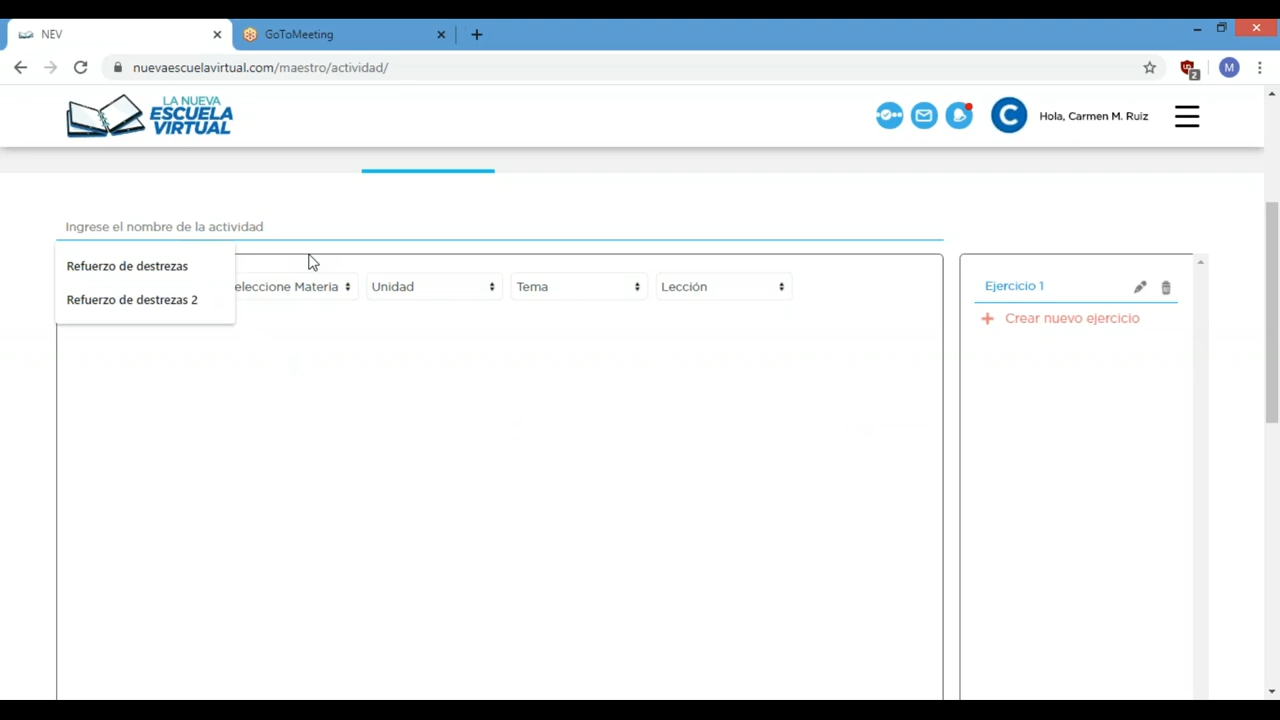 NEV
GoToMeeting
nuevaescuelavirtual.com/maestro/actividad/
2
M
LA NUEVA
ESCUELA
VIRTUAL
C
Hola, Carmen M. Ruiz
Ingrese el nombre de la actividad
Refuerzo de destrezas
Refuerzo de destrezas 2
eleccione Materia
Unidad
Tema
Lección
Ejercicio 1
+ Crear nuevo ejercicio